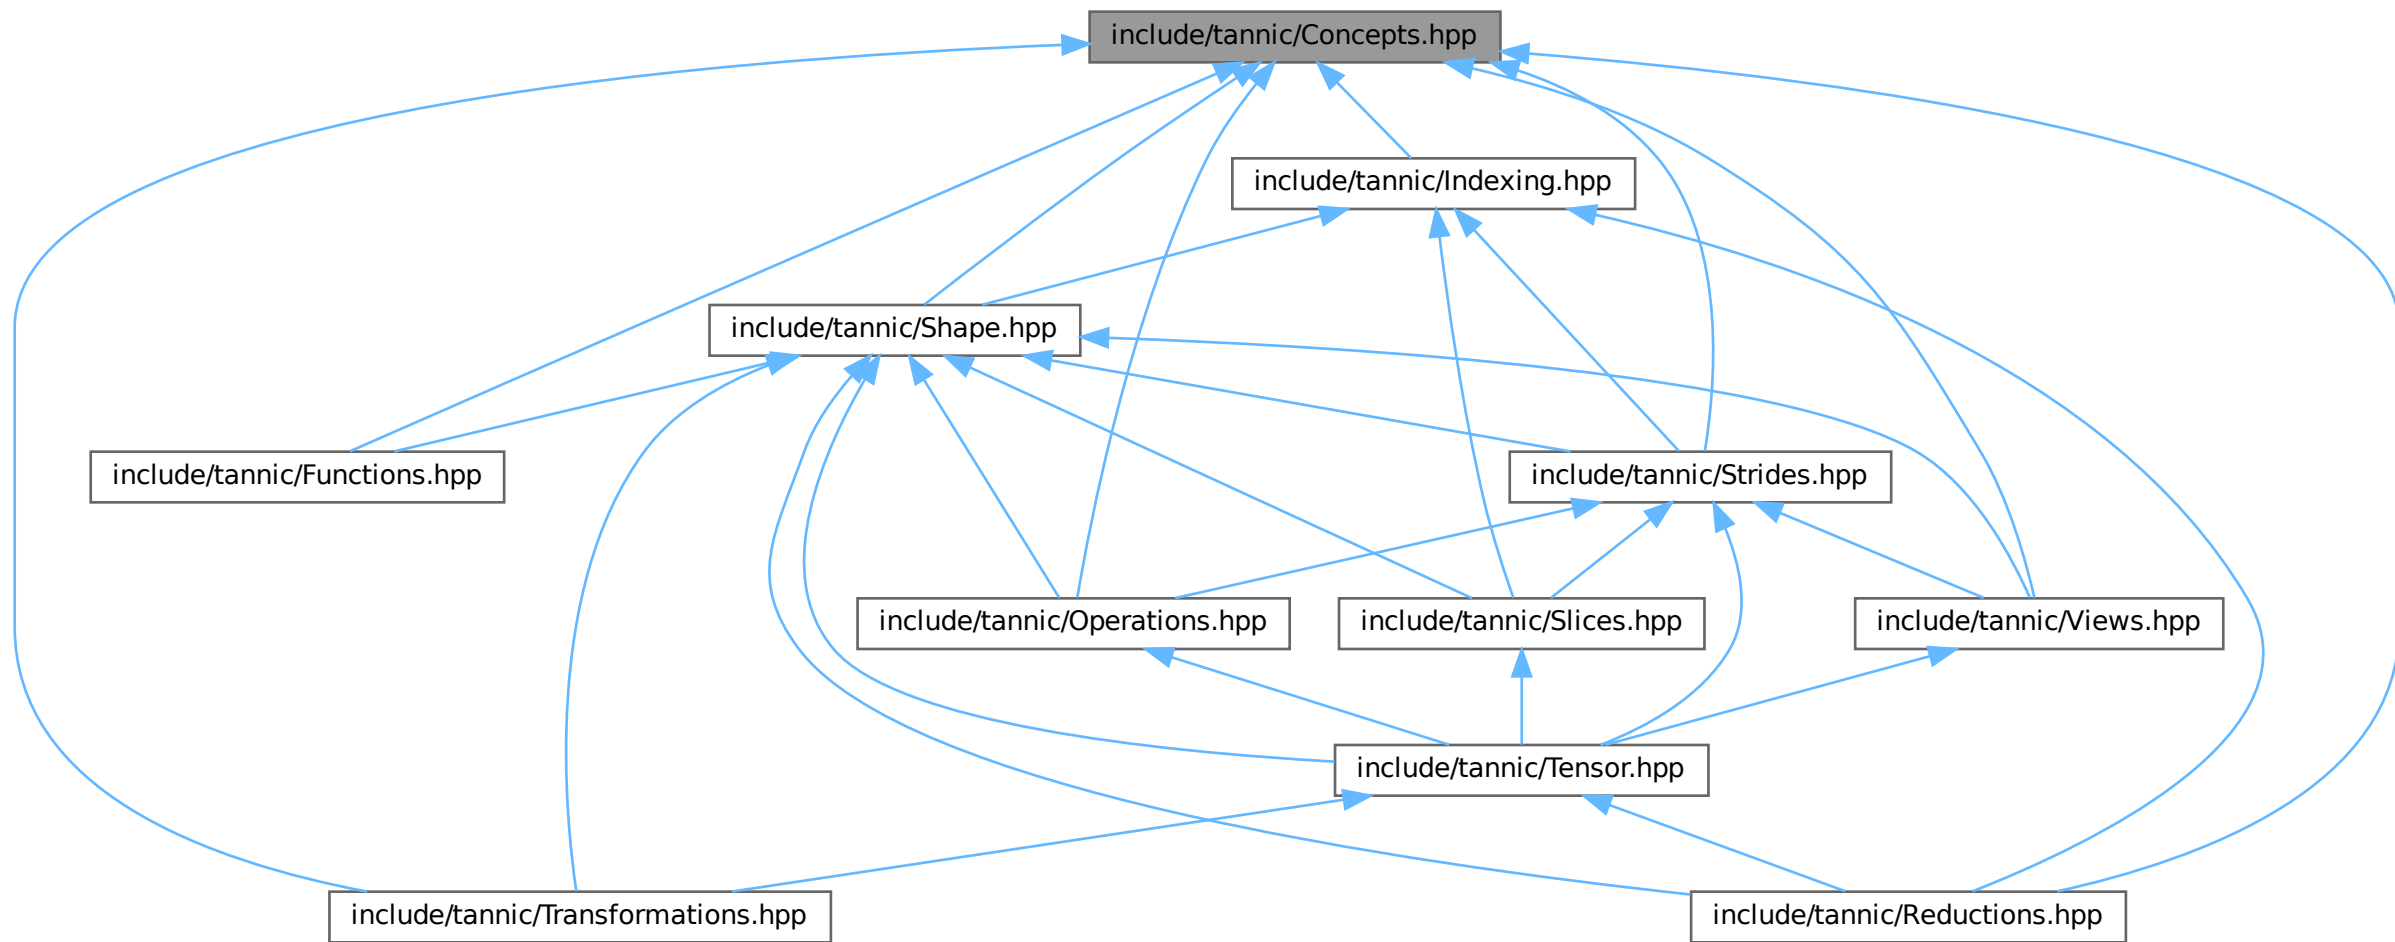 include/tannic/Concepts.hpp
include/tannic/Indexing.hpp
include/tannic/Shape.hpp
include/tannic/Functions.hpp
include/tannic/Strides.hpp
include/tannic/Operations.hpp
include/tannic/Slices.hpp
include/tannic/Views.hpp
include/tannic/Tensor.hpp
include/tannic/Transformations.hpp
include/tannic/Reductions.hpp